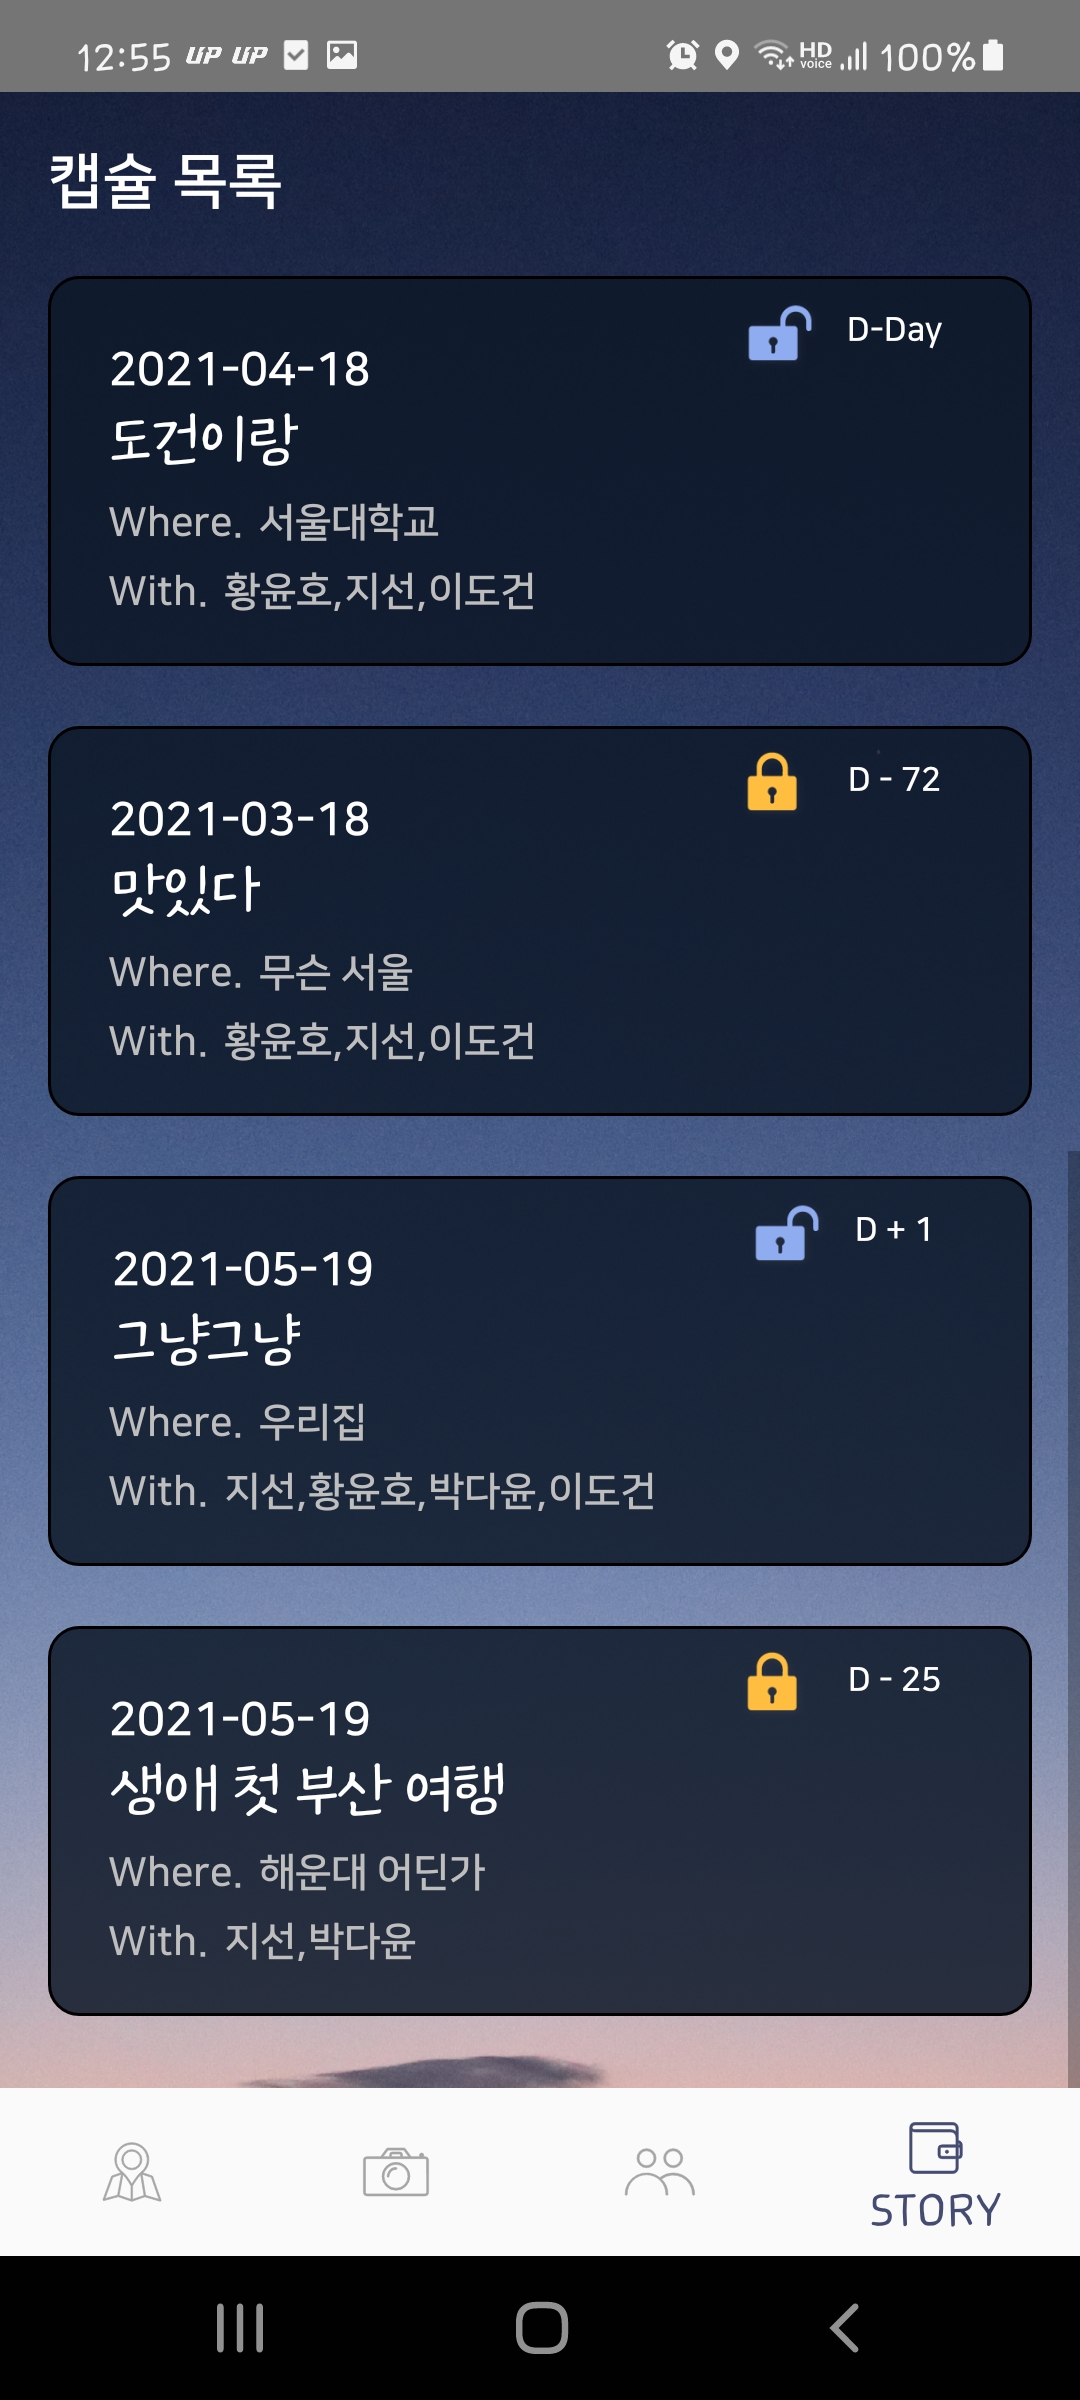 12:55 UP UP HD voice 100%
캡슐 목록
D-Day
2021-04-18
도건이랑
Where. 서울대학교
With. 황윤호,지선,이도건
D - 72
2021-03-18
맛있다
Where. 무슨 서울
With. 황윤호,지선,이도건
D + 1
2021-05-19
그냥그냥
Where. 우리집
With. 지선,황윤호,박다윤,이도건
D - 25
2021-05-19
생애 첫 부산 여행
Where. 해운대 어딘가
With. 지선,박다윤
STORY